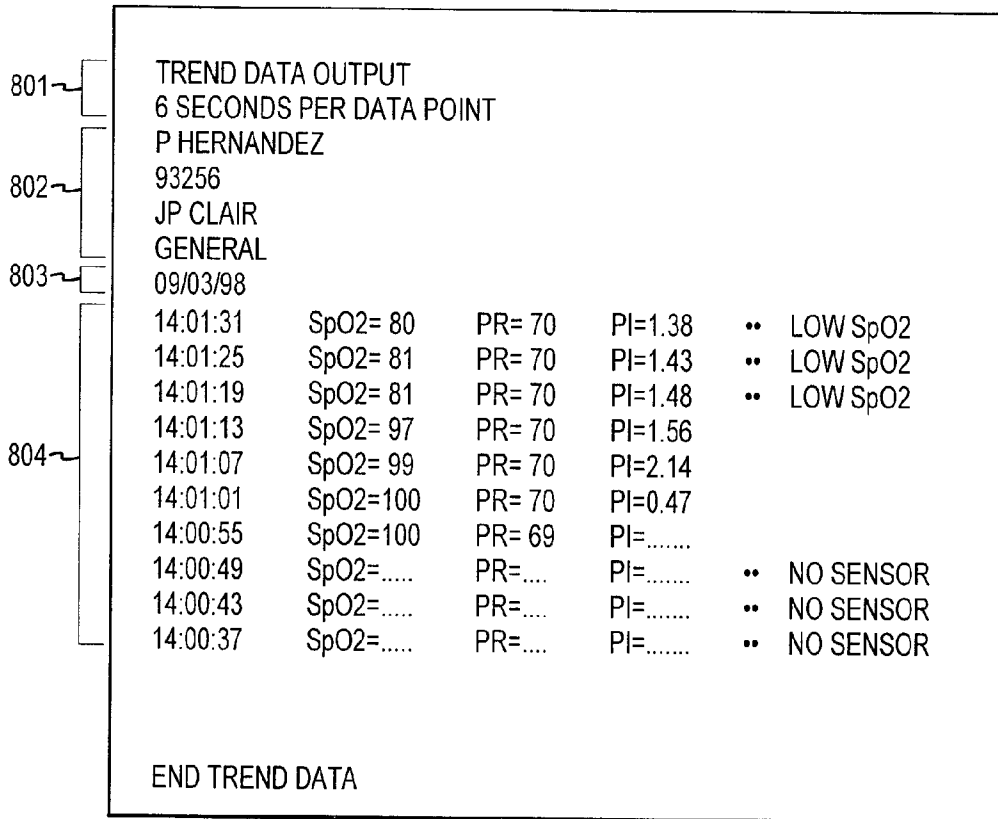 801
TREND DATA OUTPUT
6 SECONDS PER DATA POINT
802
P HERNANDEZ
93256
JP CLAIR
GENERAL
803
09/03/98
804
14:01:31 SpO2= 80 PR= 70 PI=1.38 •• LOW SpO2
14:01:25 SpO2= 81 PR= 70 PI=1.43 •• LOW SpO2
14:01:19 SpO2= 81 PR= 70 PI=1.48 •• LOW SpO2
14:01:13 SpO2= 97 PR= 70 PI=1.56
14:01:07 SpO2= 99 PR= 70 PI=2.14
14:01:01 SpO2=100 PR= 70 PI=0.47
14:00:55 SpO2=100 PR= 69 PI=.......
14:00:49 SpO2=..... PR=.... PI=....... •• NO SENSOR
14:00:43 SpO2=..... PR=.... PI=....... •• NO SENSOR
14:00:37 SpO2=..... PR=.... PI=....... •• NO SENSOR
END TREND DATA